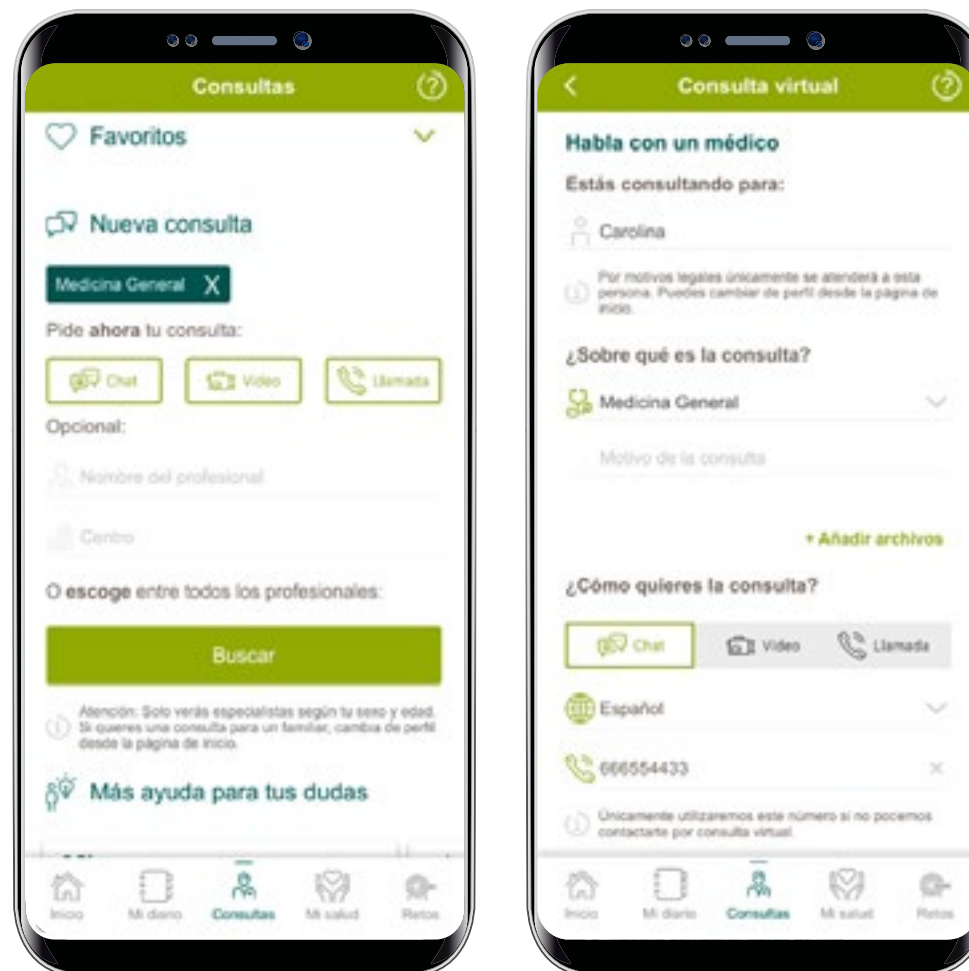 Consultas
Favoritos
Nueva consulta
Medicina General X
Pide ahora tu consulta:
Chat
Video
Llamada
Opcional:
Nombre del profesional
Centro
O escoge entre todos los profesionales:
Buscar
Atención: Solo verás especialistas según tu sexo y edad.
Si quieres una consulta para un familiar, cambia de perfil
desde la página de inicio.
Más ayuda para tus dudas
Inicio
Mi diario
Consultas
Mi salud
Retos
Consulta virtual
Habla con un médico
Estás consultando para:
Carolina
Por motivos legales únicamente se atenderá a esta
persona. Puedes cambiar de perfil desde la página de
inicio.
¿Sobre qué es la consulta?
Medicina General
Motivo de la consulta
+ Añadir archivos
¿Cómo quieres la consulta?
Chat
Video
Llamada
Español
666554433
Únicamente utilizaremos este número si no podemos
contactarte por consulta virtual.
Inicio
Mi diario
Consultas
Mi salud
Retos